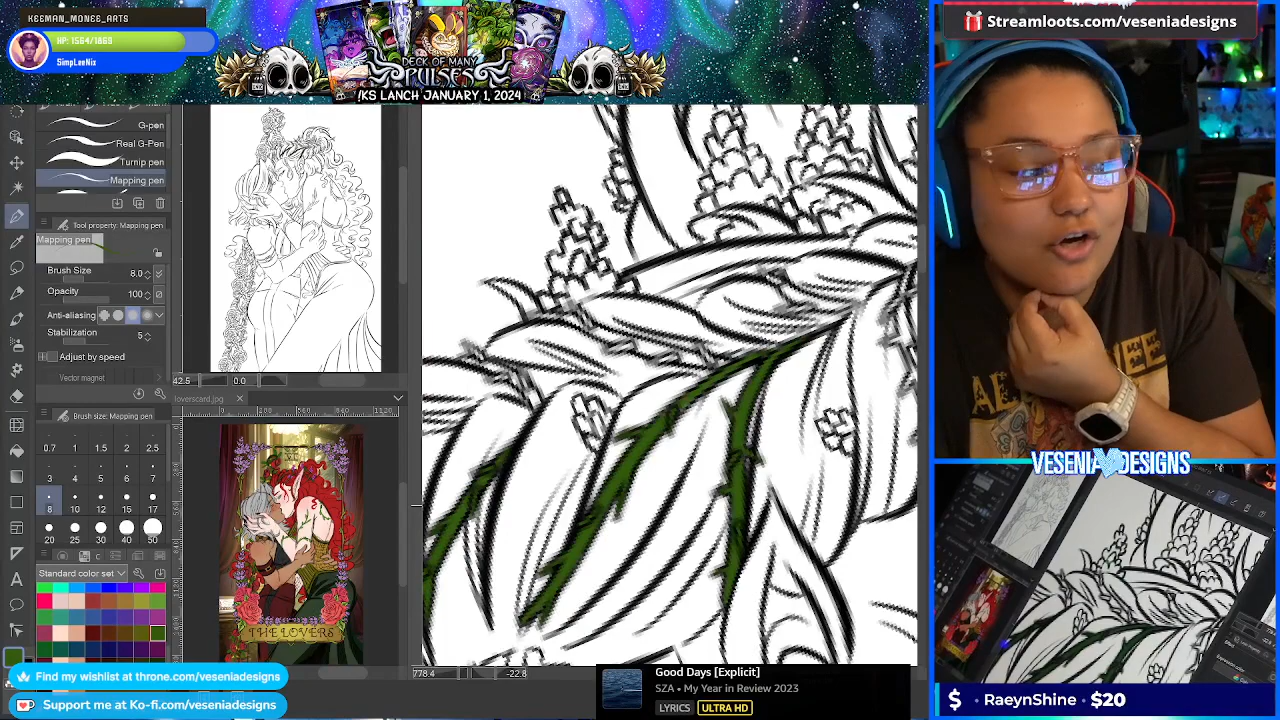 KEEMAN_MONEE_ARTS
HP: 1564/1869
SimpLeeNix
DECK OF MANY
PULSES
!KS LANCH JANUARY 1, 2024
Streamloots.com/veseniadesigns
G-pen
Real G-Pen
Turnip pen
Mapping pen
Tool property: Mapping pen
Mapping pen
Brush Size 8.0
Opacity 100
Anti-aliasing
Stabilization 5
Adjust by speed
Vector magnet
Brush size: Mapping pen
0.7 1 1.5 2 2.5
3 4 5 6 7
8 10 12 15 17
20 25 30 40 50
Standard color set
42.5 0.0
loverscard.jpg
THE LOVERS
778.4 -22.8
VESENIA DESIGNS
Find my wishlist at throne.com/veseniadesigns
Support me at Ko-fi.com/veseniadesigns
Good Days [Explicit]
SZA • My Year in Review 2023
LYRICS ULTRA HD
$ • RaeynShine • $20